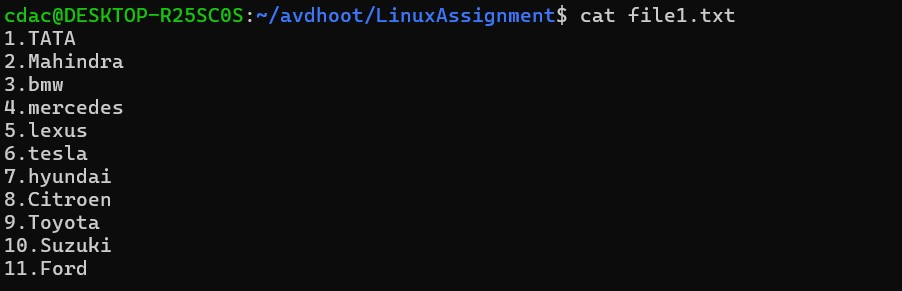 cdac@DESKTOP-R25SC0S:~/avdhoot/LinuxAssignment$ cat file1.txt
1.TATA
2.Mahindra
3.bmw
4.mercedes
5.lexus
6.tesla
7.hyundai
8.Citroen
9.Toyota
10.Suzuki
11.Ford